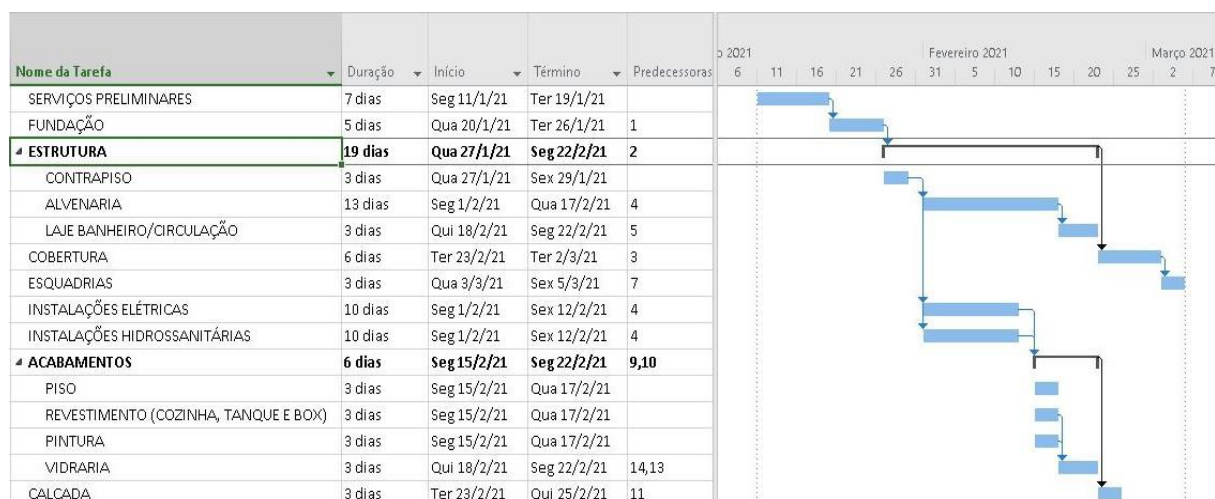 o 2021 Fevereiro 2021 Março 2021
Nome da Tarefa Duração Início Término Predecessoras 6 11 16 21 26 31 5 10 15 20 25 2 7
SERVIÇOS PRELIMINARES 7 dias Seg 11/1/21 Ter 19/1/21
FUNDAÇÃO 5 dias Qua 20/1/21 Ter 26/1/21 1
ESTRUTURA 19 dias Qua 27/1/21 Seg 22/2/21 2
CONTRAPISO 3 dias Qua 27/1/21 Sex 29/1/21
ALVENARIA 13 dias Seg 1/2/21 Qua 17/2/21 4
LAJE BANHEIRO/CIRCULAÇÃO 3 dias Qui 18/2/21 Seg 22/2/21 5
COBERTURA 6 dias Ter 23/2/21 Ter 2/3/21 3
ESQUADRIAS 3 dias Qua 3/3/21 Sex 5/3/21 7
INSTALAÇÕES ELÉTRICAS 10 dias Seg 1/2/21 Sex 12/2/21 4
INSTALAÇÕES HIDROSSANITÁRIAS 10 dias Seg 1/2/21 Sex 12/2/21 4
ACABAMENTOS 6 dias Seg 15/2/21 Seg 22/2/21 9,10
PISO 3 dias Seg 15/2/21 Qua 17/2/21
REVESTIMENTO (COZINHA, TANQUE E BOX) 3 dias Seg 15/2/21 Qua 17/2/21
PINTURA 3 dias Seg 15/2/21 Qua 17/2/21
VIDRARIA 3 dias Qui 18/2/21 Seg 22/2/21 14,13
CALÇADA 3 dias Ter 23/2/21 Qui 25/2/21 11